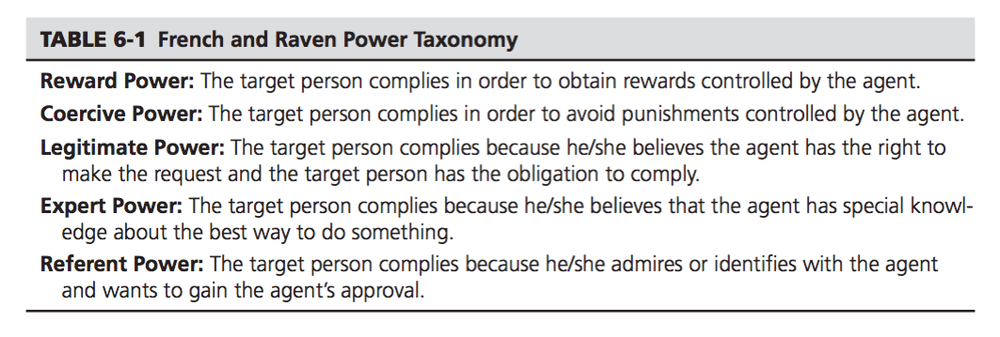 TABLE 6-1 French and Raven Power Taxonomy
Reward Power: The target person complies in order to obtain rewards controlled by the agent.
Coercive Power: The target person complies in order to avoid punishments controlled by the agent.
Legitimate Power: The target person complies because he/she believes the agent has the right to
make the request and the target person has the obligation to comply.
Expert Power: The target person complies because he/she believes that the agent has special knowl-
edge about the best way to do something.
Referent Power: The target person complies because he/she admires or identifies with the agent
and wants to gain the agent’s approval.